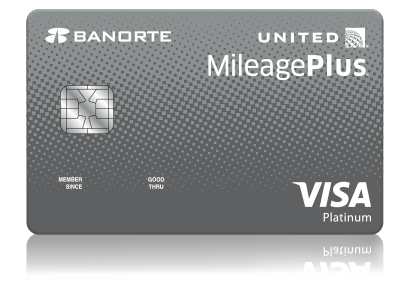 BANORTE
UNITED
MileagePlus
MEMBER SINCE
GOOD THRU
VISA
Platinum